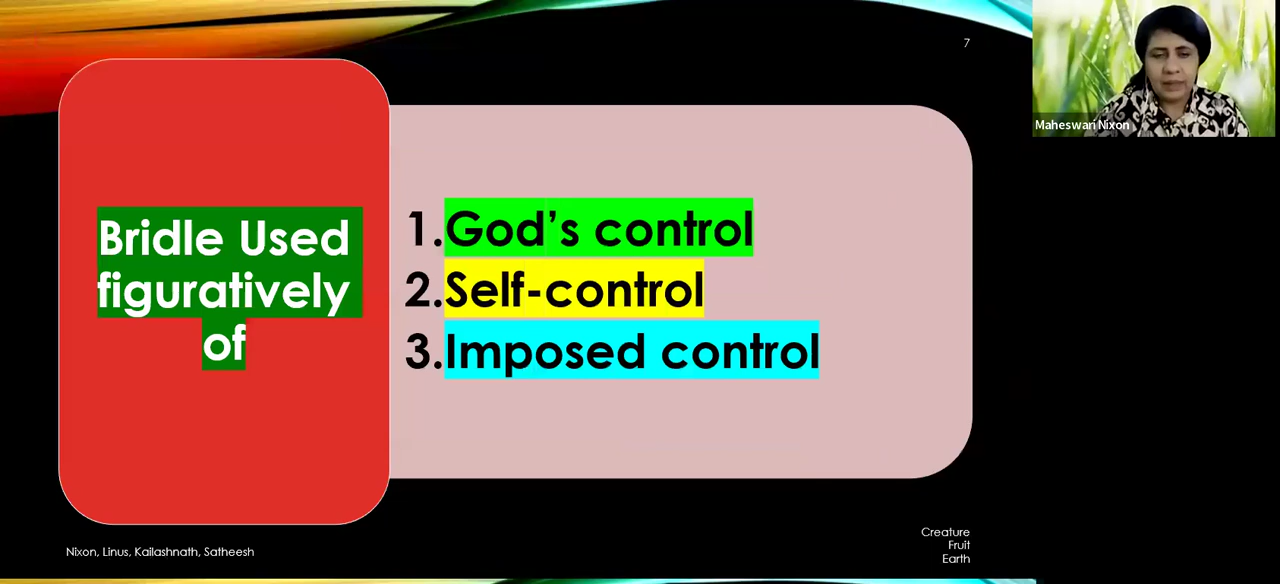 7
Maheswari Nixon
Bridle Used
figuratively
of
1.God’s control
2.Self-control
3.Imposed control
Nixon, Linus, Kailashnath, Satheesh
Creature
Fruit
Earth